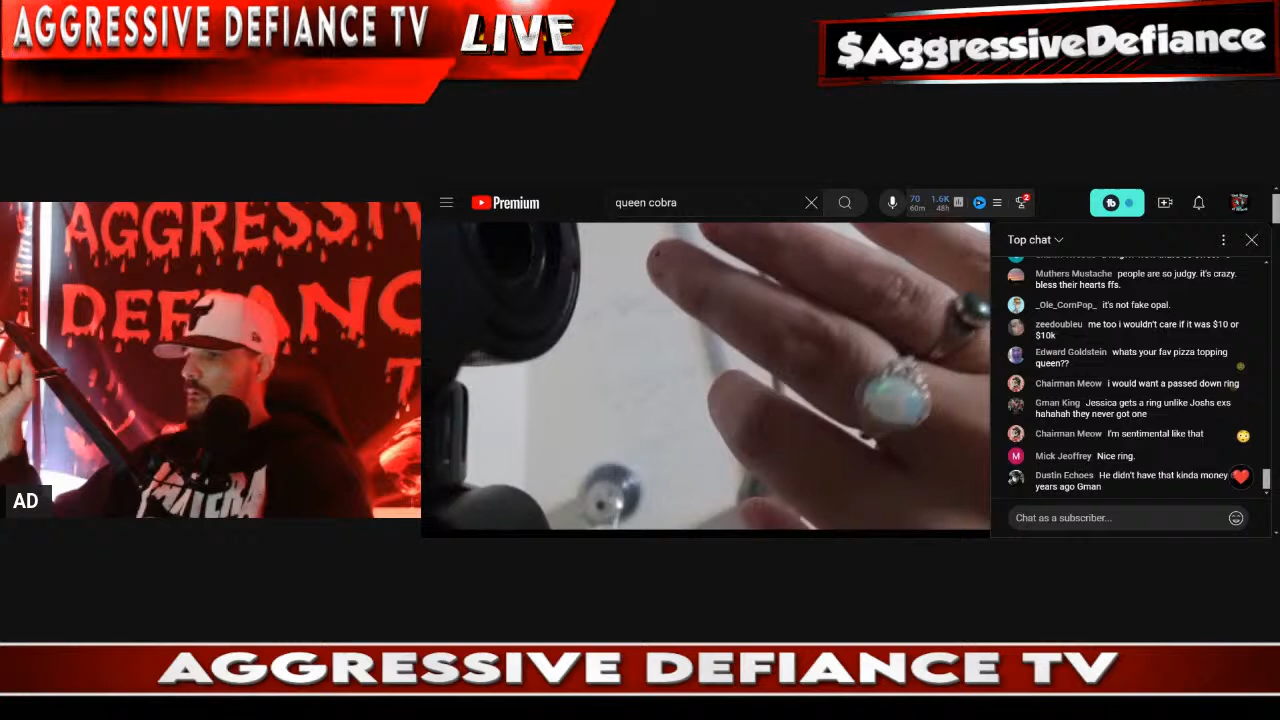 AGGRESSIVE DEFIANCE TV
LIVE
$AggressiveDefiance
AGGRESSIV
DEFIANC
T
PANTERA
AD
Premium
queen cobra
70
60m
1.6K
48h
2
Top chat
Muthers Mustache people are so judgy. it's crazy.
bless their hearts ffs.
_Ole_CornPop_ it's not fake opal.
zeedoubleu me too i wouldn't care if it was $10 or
$10k
Edward Goldstein whats your fav pizza topping
queen??
Chairman Meow i would want a passed down ring
Gman King Jessica gets a ring unlike Joshs exs
hahahah they never got one
Chairman Meow I'm sentimental like that
M
Mick Jeoffrey Nice ring.
Dustin Echoes He didn't have that kinda money
years ago Gman
Chat as a subscriber...
AGGRESSIVE DEFIANCE TV